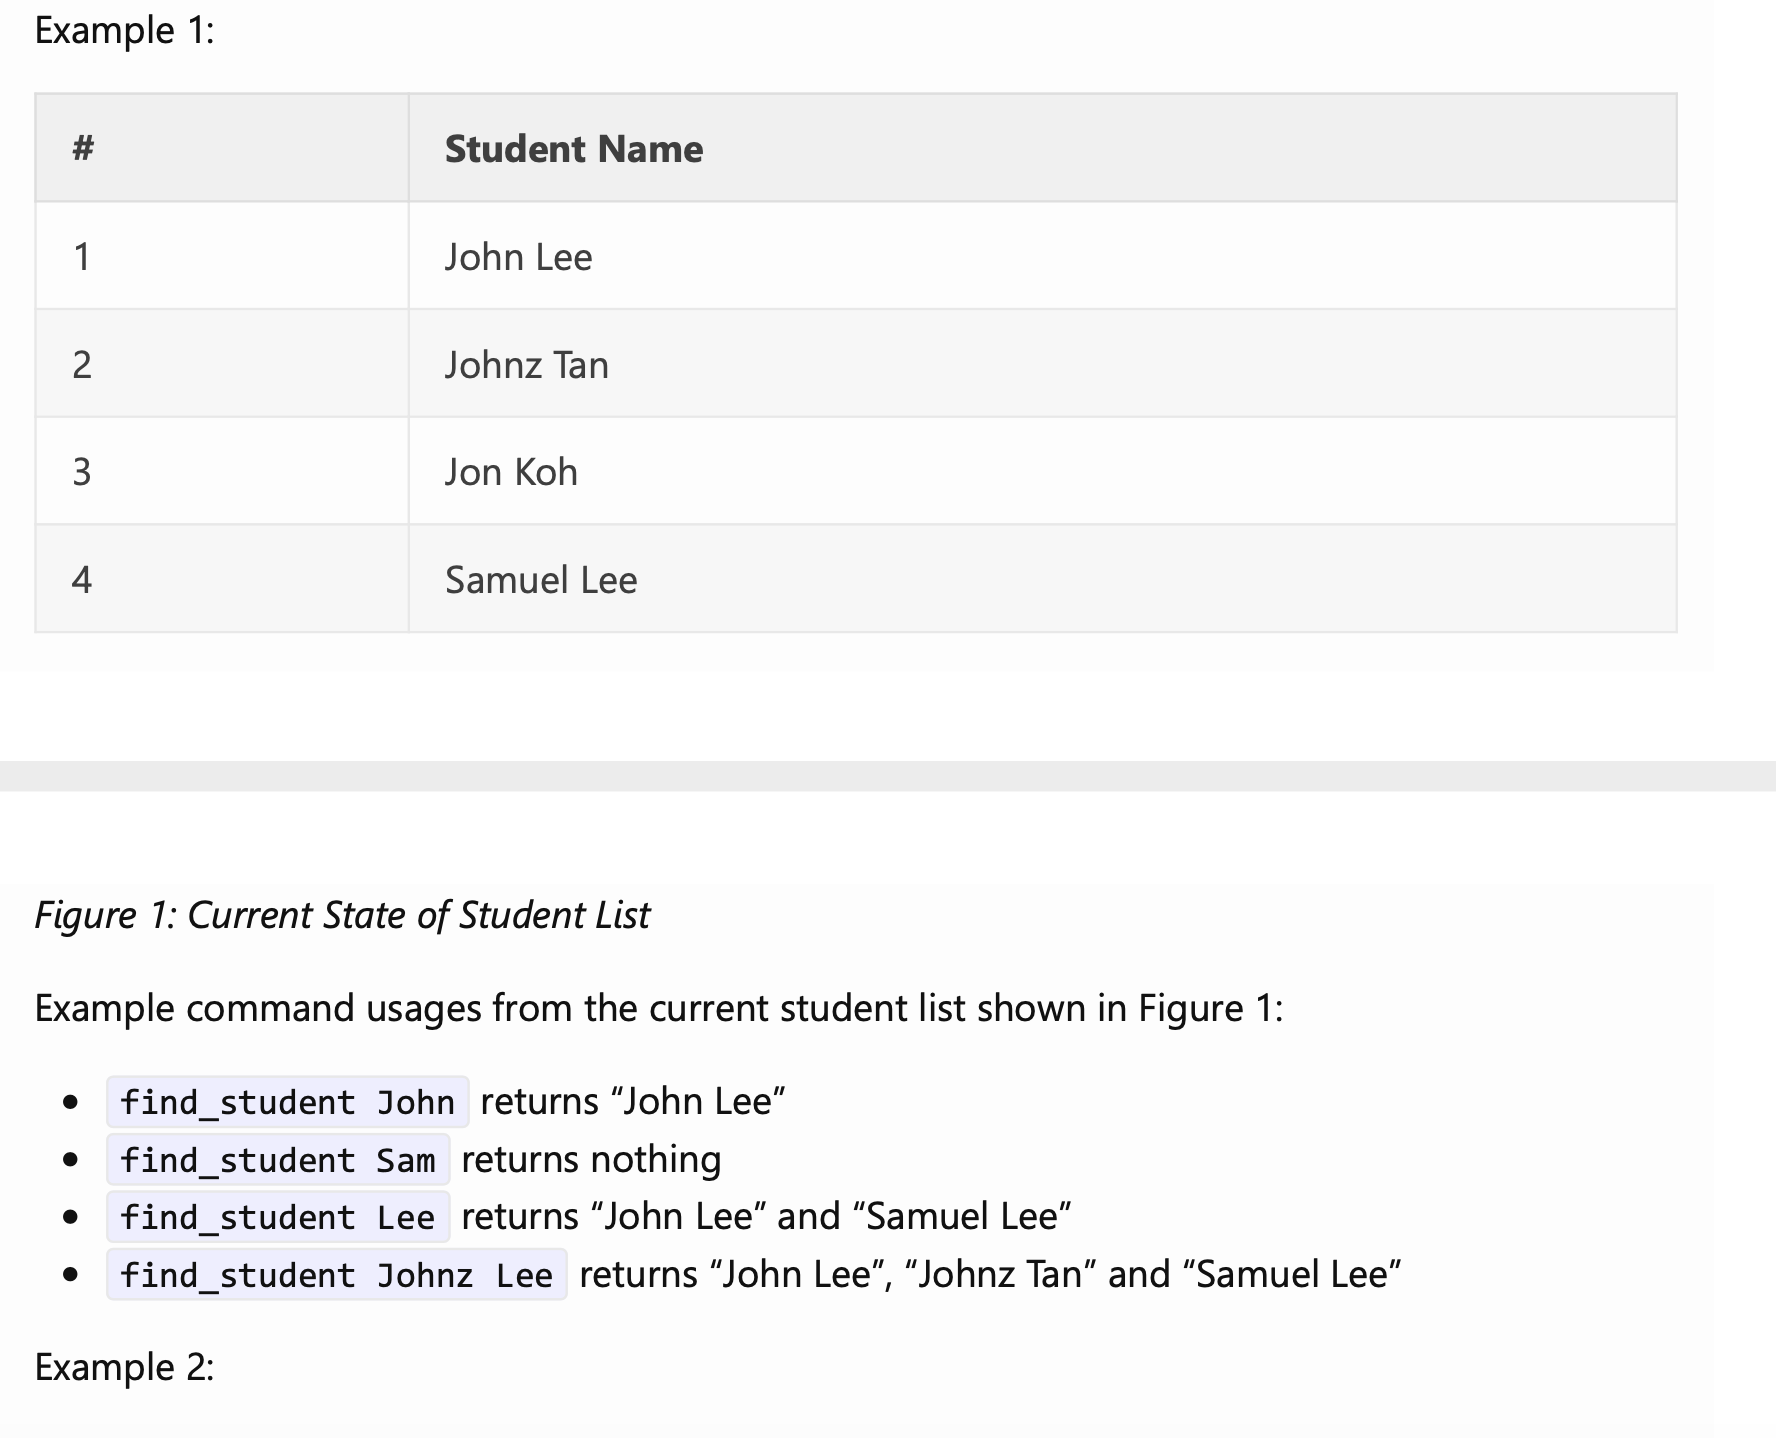 Example 1:
# Student Name
1 John Lee
2 Johnz Tan
3 Jon Koh
4 Samuel Lee
Figure 1: Current State of Student List
Example command usages from the current student list shown in Figure 1:
• find_student John returns “John Lee”
• find_student Sam returns nothing
• find_student Lee returns “John Lee” and “Samuel Lee”
• find_student Johnz Lee returns “John Lee”, “Johnz Tan” and “Samuel Lee”
Example 2: